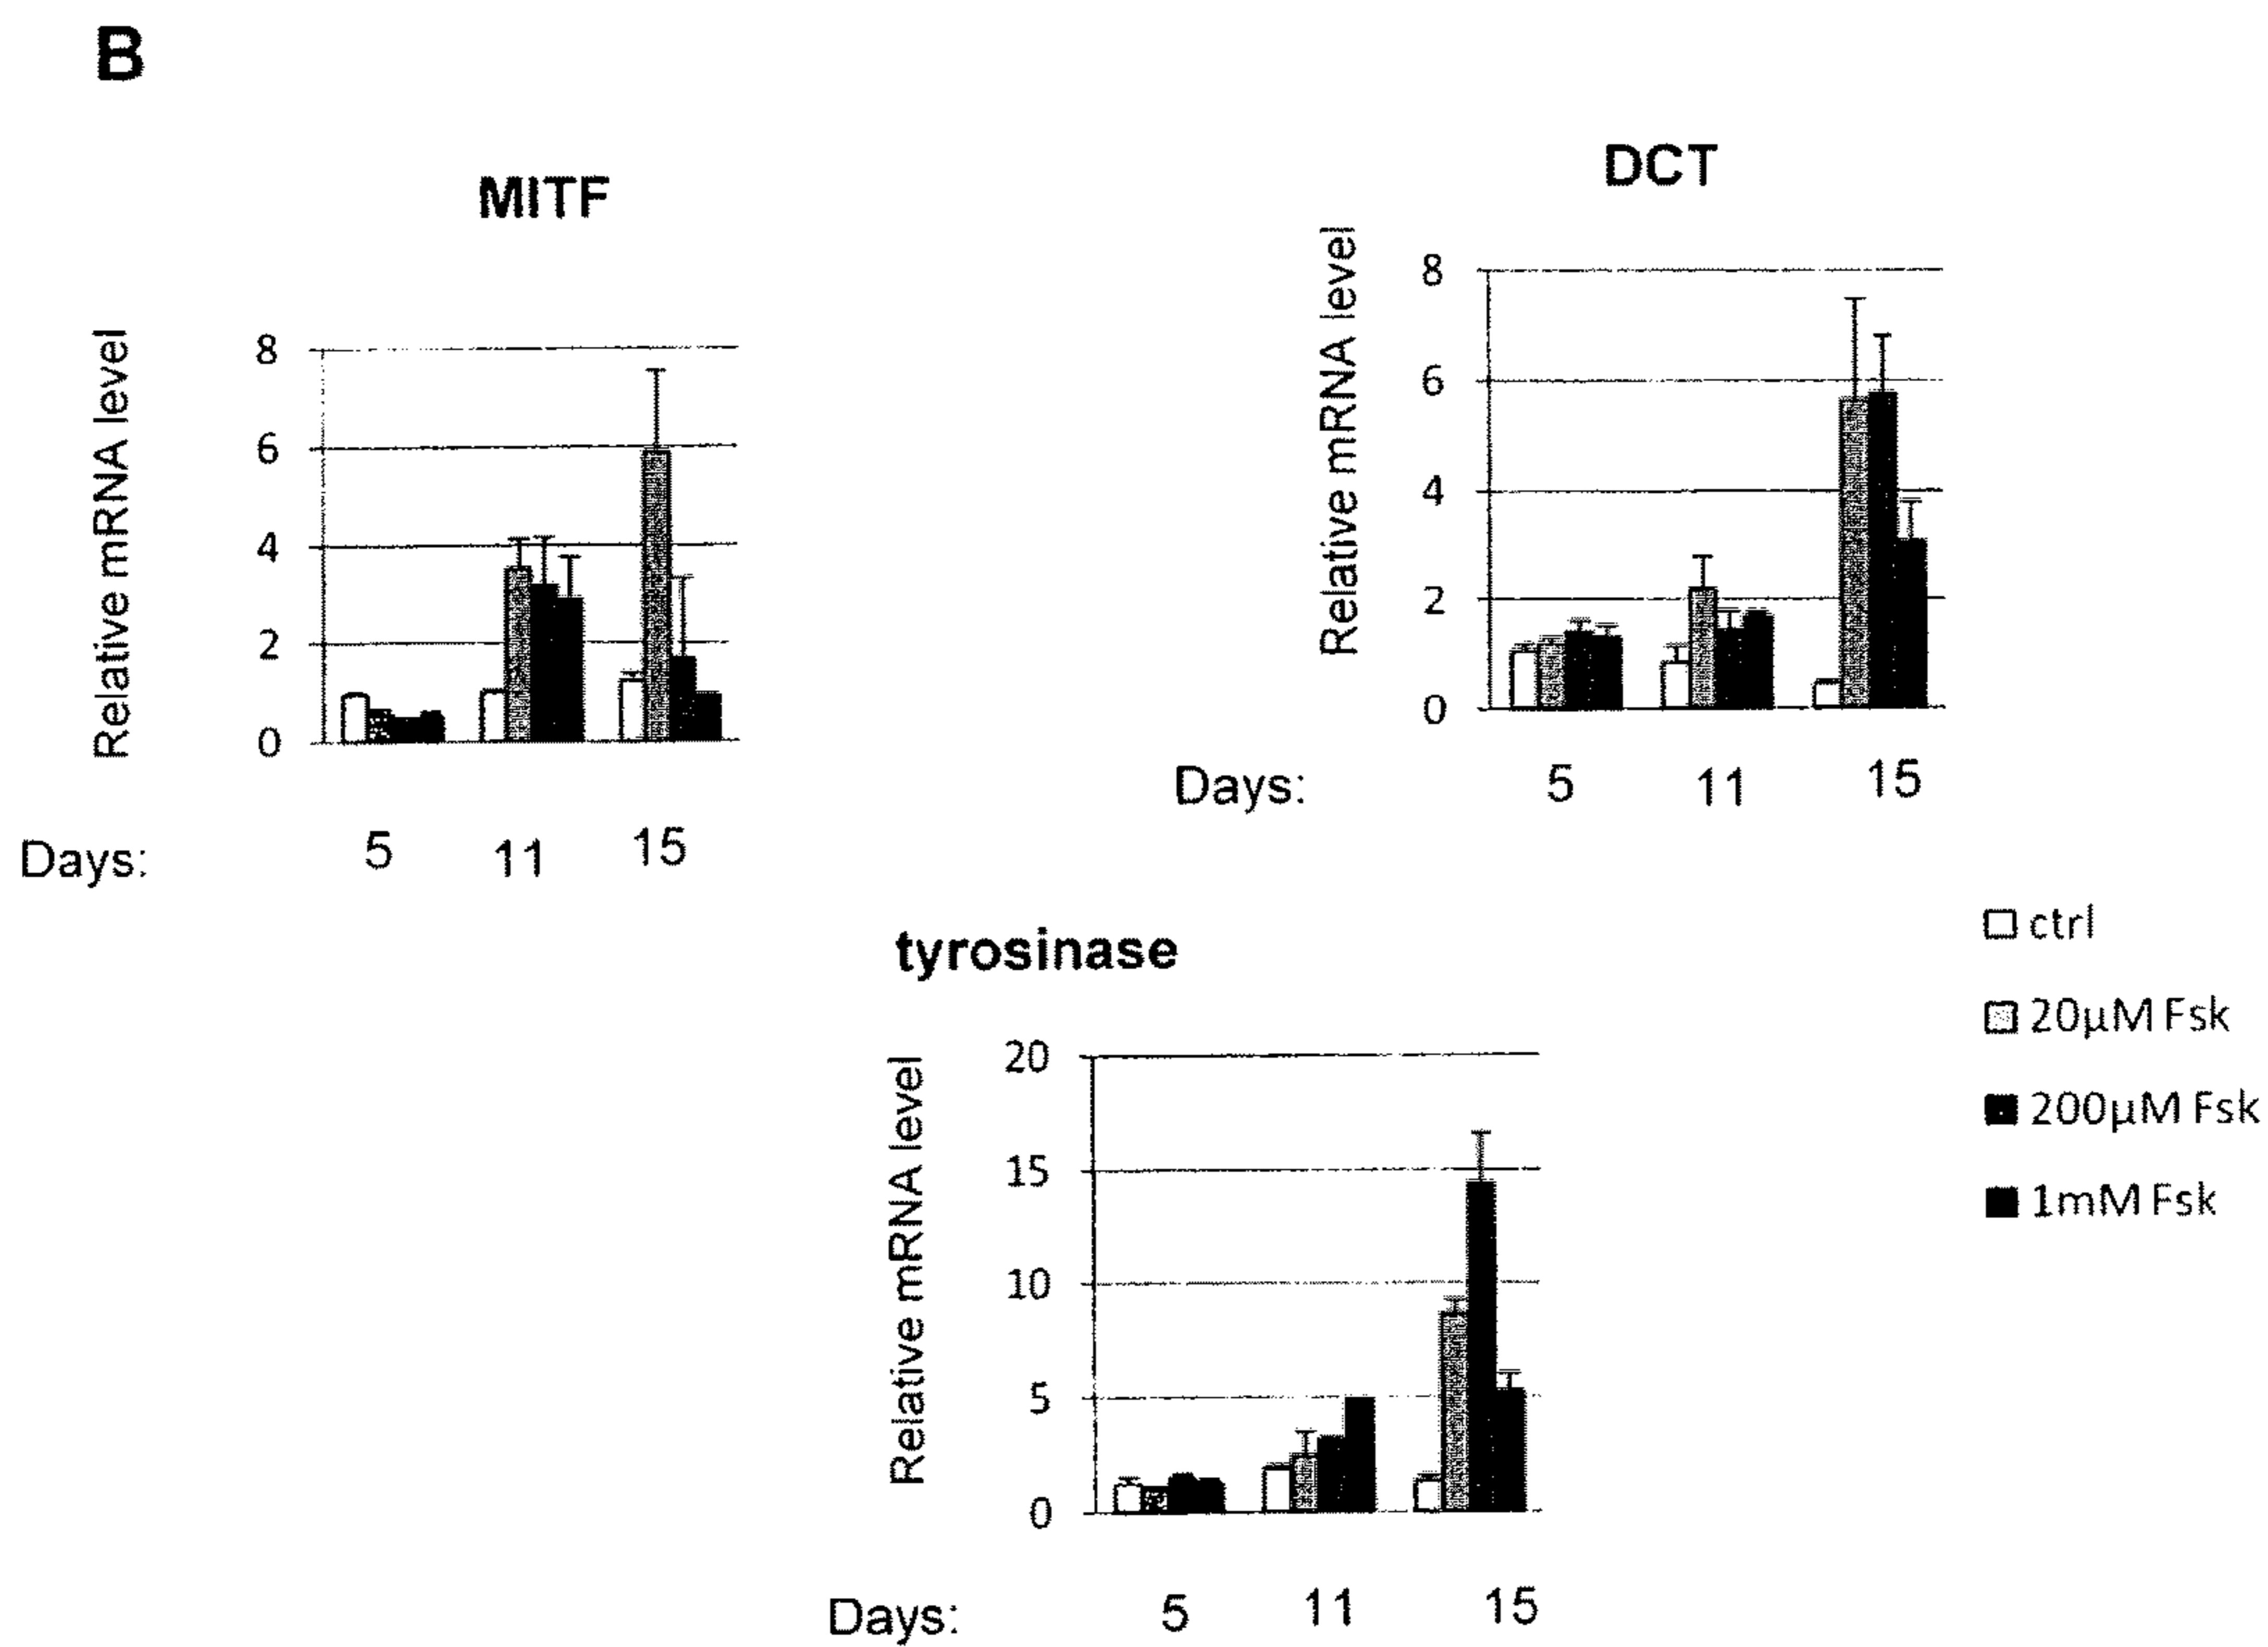 B
MITF
Relative mRNA level
8
6
4
2
0
Days: 5 11 15
DCT
Relative mRNA level
8
6
4
2
0
Days: 5 11 15
tyrosinase
Relative mRNA level
20
15
10
5
0
Days: 5 11 15
ctrl
20µM Fsk
200µM Fsk
1mM Fsk